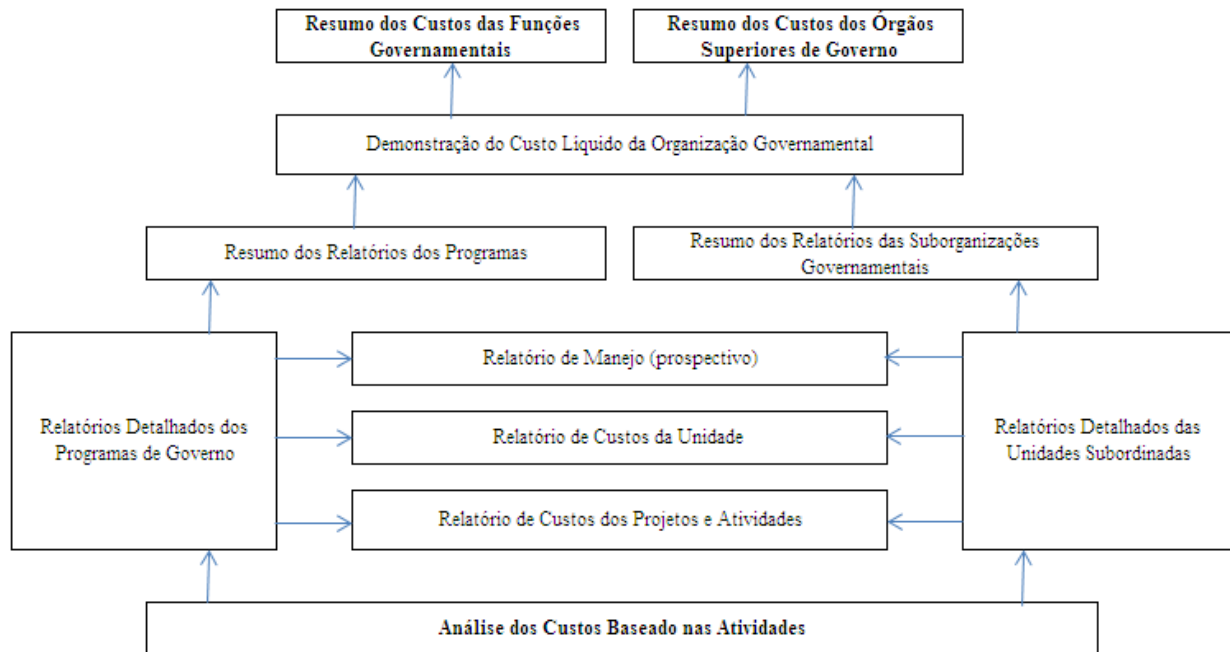 Resumo dos Custos das Funções
Governamentais
Resumo dos Custos dos Órgãos
Superiores de Governo
Demonstração do Custo Líquido da Organização Governamental
Resumo dos Relatórios dos Programas
Resumo dos Relatórios das Suborganizações
Governamentais
Relatórios Detalhados dos
Programas de Governo
Relatório de Manejo (prospectivo)
Relatório de Custos da Unidade
Relatório de Custos dos Projetos e Atividades
Relatórios Detalhados das
Unidades Subordinadas
Análise dos Custos Baseado nas Atividades